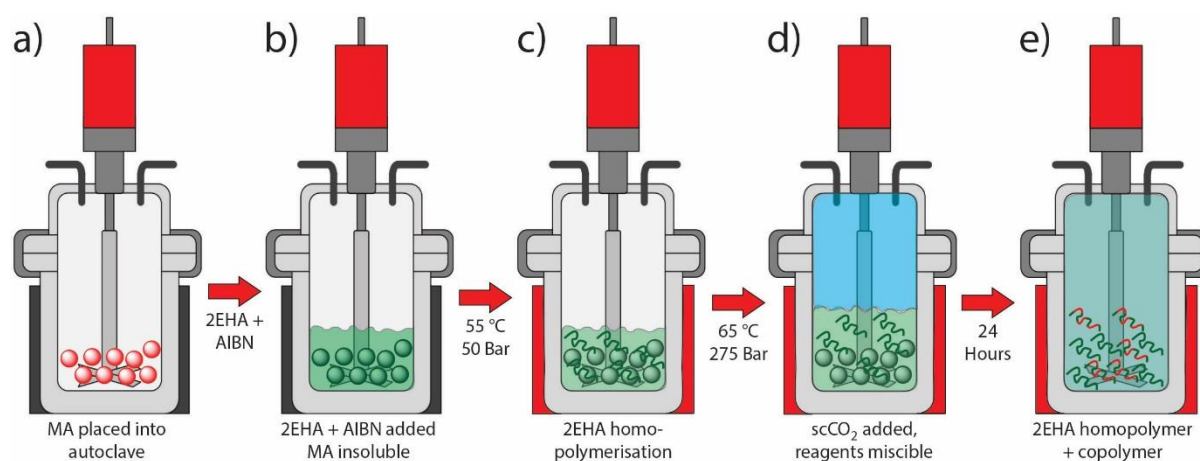 a)
b)
c)
d)
e)
2EHA +
AIBN
55 °C
50 Bar
65 °C
275 Bar
24
Hours
MA placed into
autoclave
2EHA + AIBN added
MA insoluble
2EHA homo-
polymerisation
scCO₂ added,
reagents miscible
2EHA homopolymer
+ copolymer